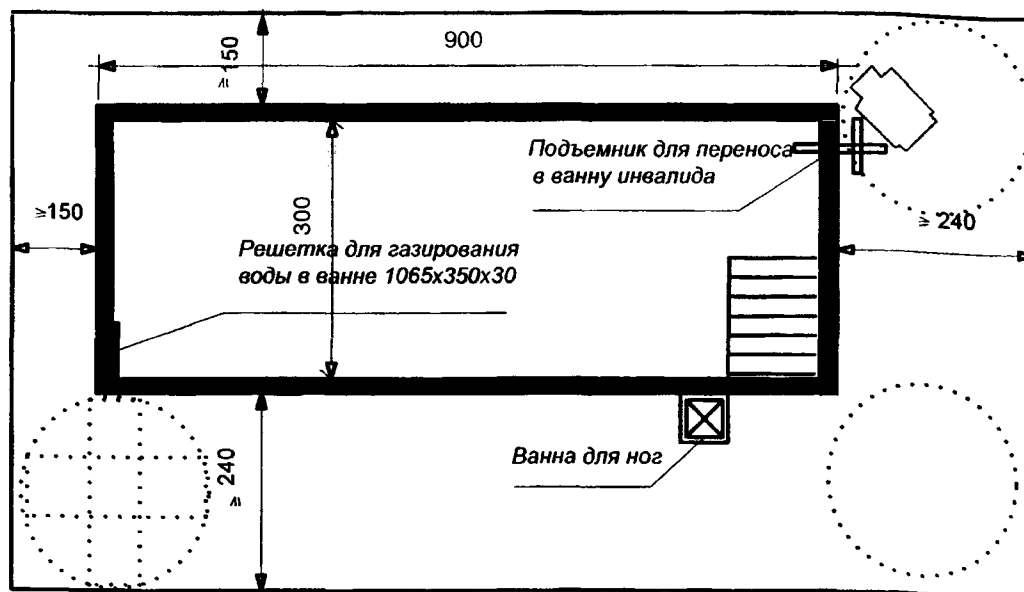 900
≥150
Подъемник для переноса
в ванну инвалида
300
≥150
≥ 240
Решетка для газирования
воды в ванне 1065х350х30
≥ 240
Ванна для ног